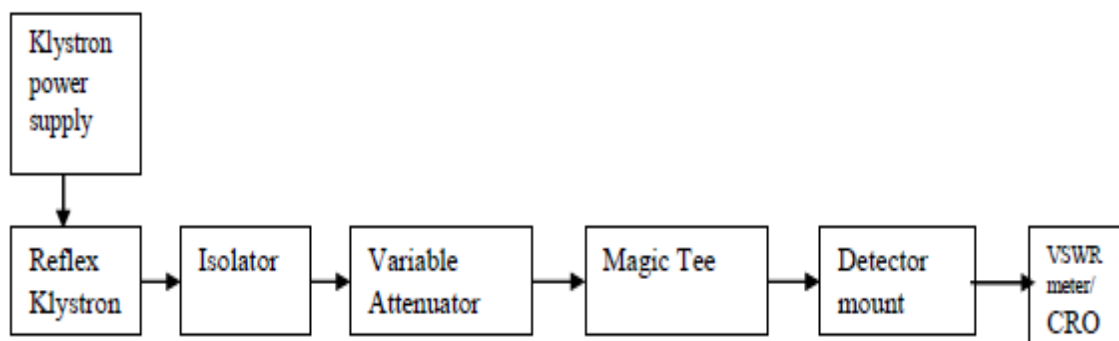 Klystron
power
supply
Reflex
Klystron
Isolator
Variable
Attenuator
Magic Tee
Detector
mount
VSWR
meter/
CRO